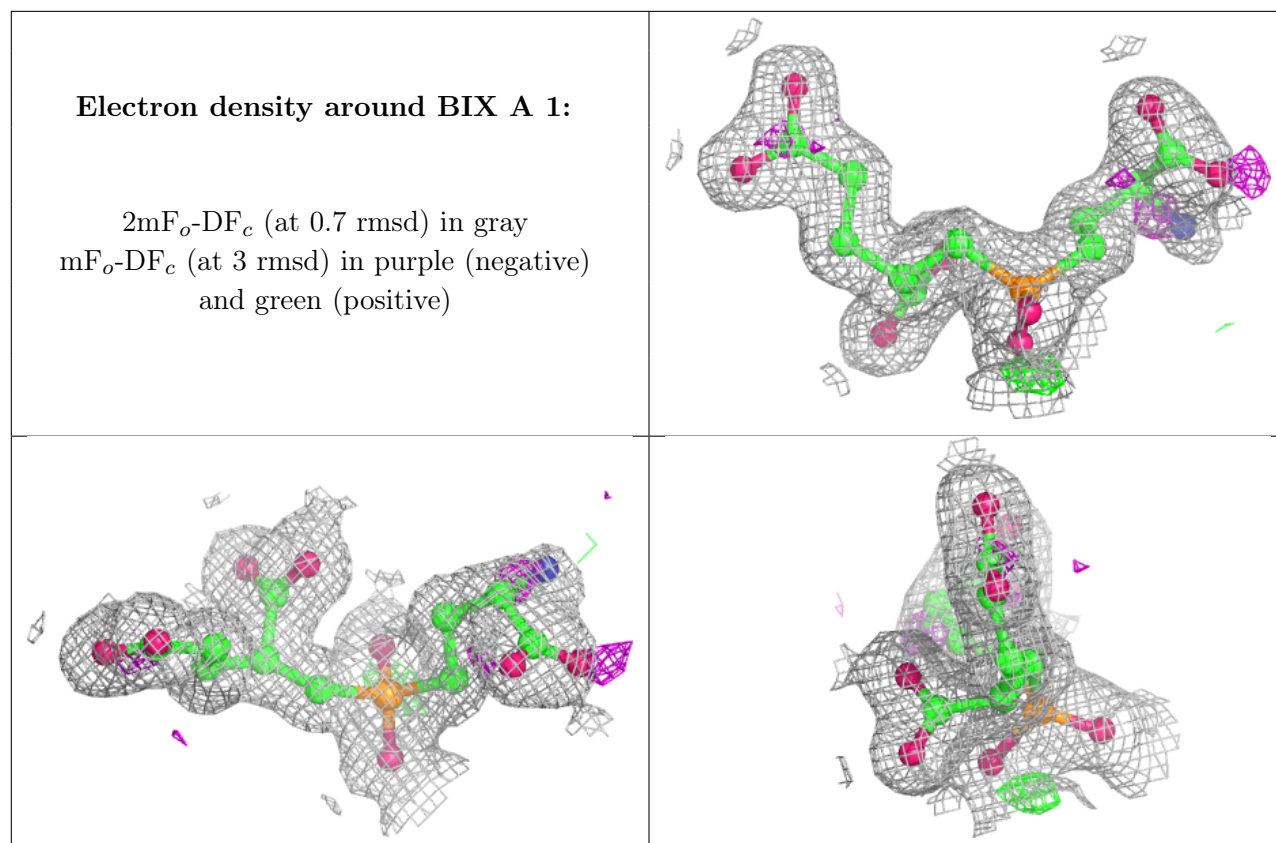 Electron density around BIX A 1:
2mFₒ-DF𝒸 (at 0.7 rmsd) in gray
mFₒ-DF𝒸 (at 3 rmsd) in purple (negative)
and green (positive)